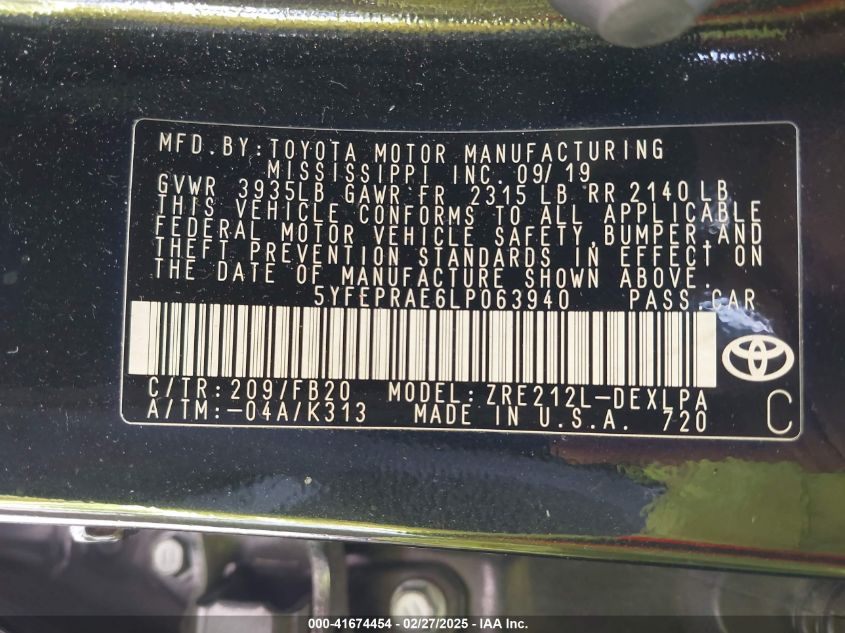 MFD.BY:TOYOTA MOTOR MANUFACTURING
MISSISSIPPI INC. 09/19
GVWR 3935LB GAWR FR 2315 LB RR 2140 LB
THIS VEHICLE CONFORMS TO ALL APPLICABLE
FEDERAL MOTOR VEHICLE SAFETY,BUMPER,AND
THEFT PREVENTION STANDARDS IN EFFECT ON
THE DATE OF MANUFACTURE SHOWN ABOVE.
5YFEPRAE6LP063940 PASS.CAR
C/TR:209/FB20 MODEL:ZRE212L-DEXLPA
A/TM:-04A/K313 MADE IN U.S.A. 720
C
000-41674454 - 02/27/2025 - IAA Inc.